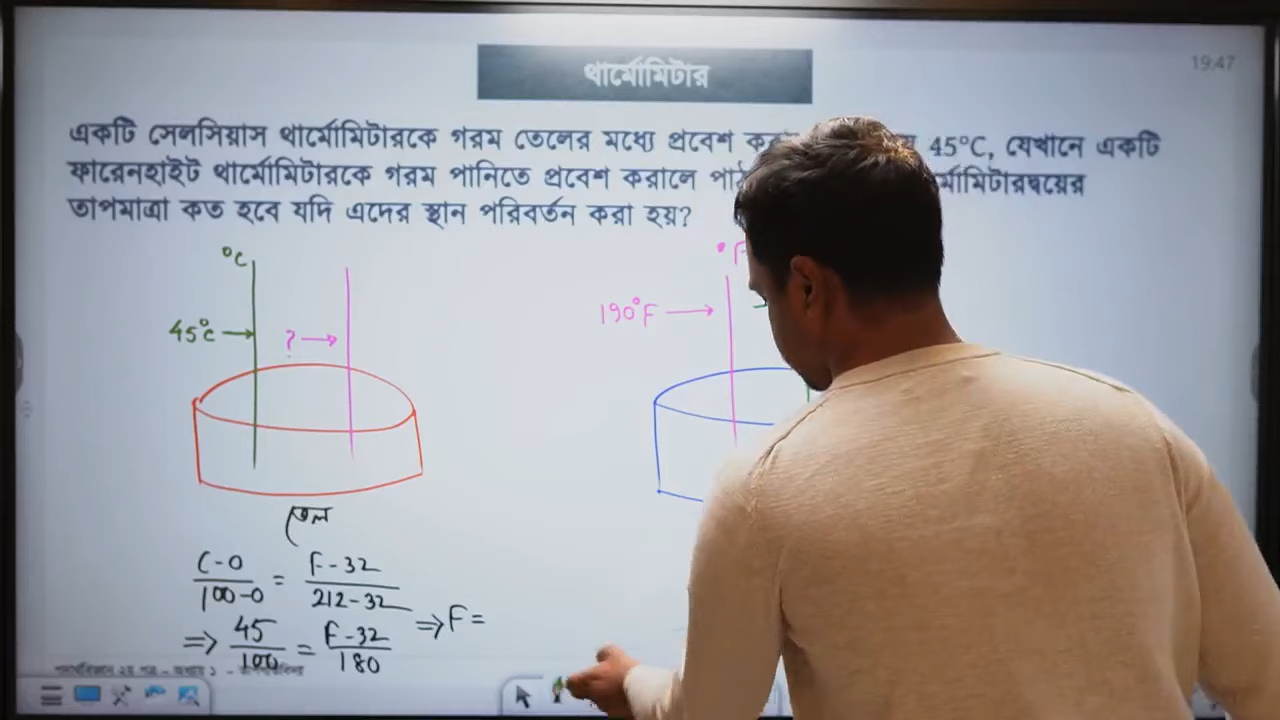 থার্মোমিটার
19:47
একটি সেলসিয়াস থার্মোমিটারকে গরম তেলের মধ্যে প্রবেশ 45°C, যেখানে একটি
ফারেনহাইট থার্মোমিটারকে গরম পানিতে প্রবেশ করালে
তাপমাত্রা কত হবে যদি এদের স্থান পরিবর্তন করা হয়?
°C
°F
45°C → ? →
190°F →
তেল
C-0/100-0 = F-32/212-32
⇒ 45/100 = F-32/180 ⇒ F =